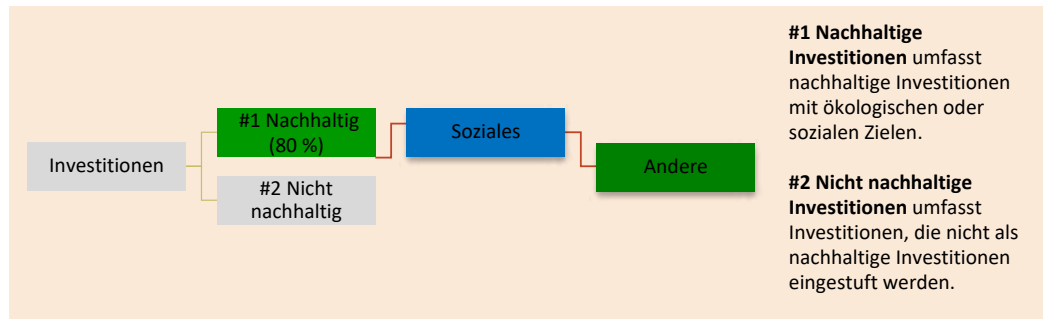 Investitionen
#1 Nachhaltig
(80 %)
#2 Nicht
nachhaltig
Soziales
Andere
#1 Nachhaltige
Investitionen umfasst
nachhaltige Investitionen
mit ökologischen oder
sozialen Zielen.
#2 Nicht nachhaltige
Investitionen umfasst
Investitionen, die nicht als
nachhaltige Investitionen
eingestuft werden.